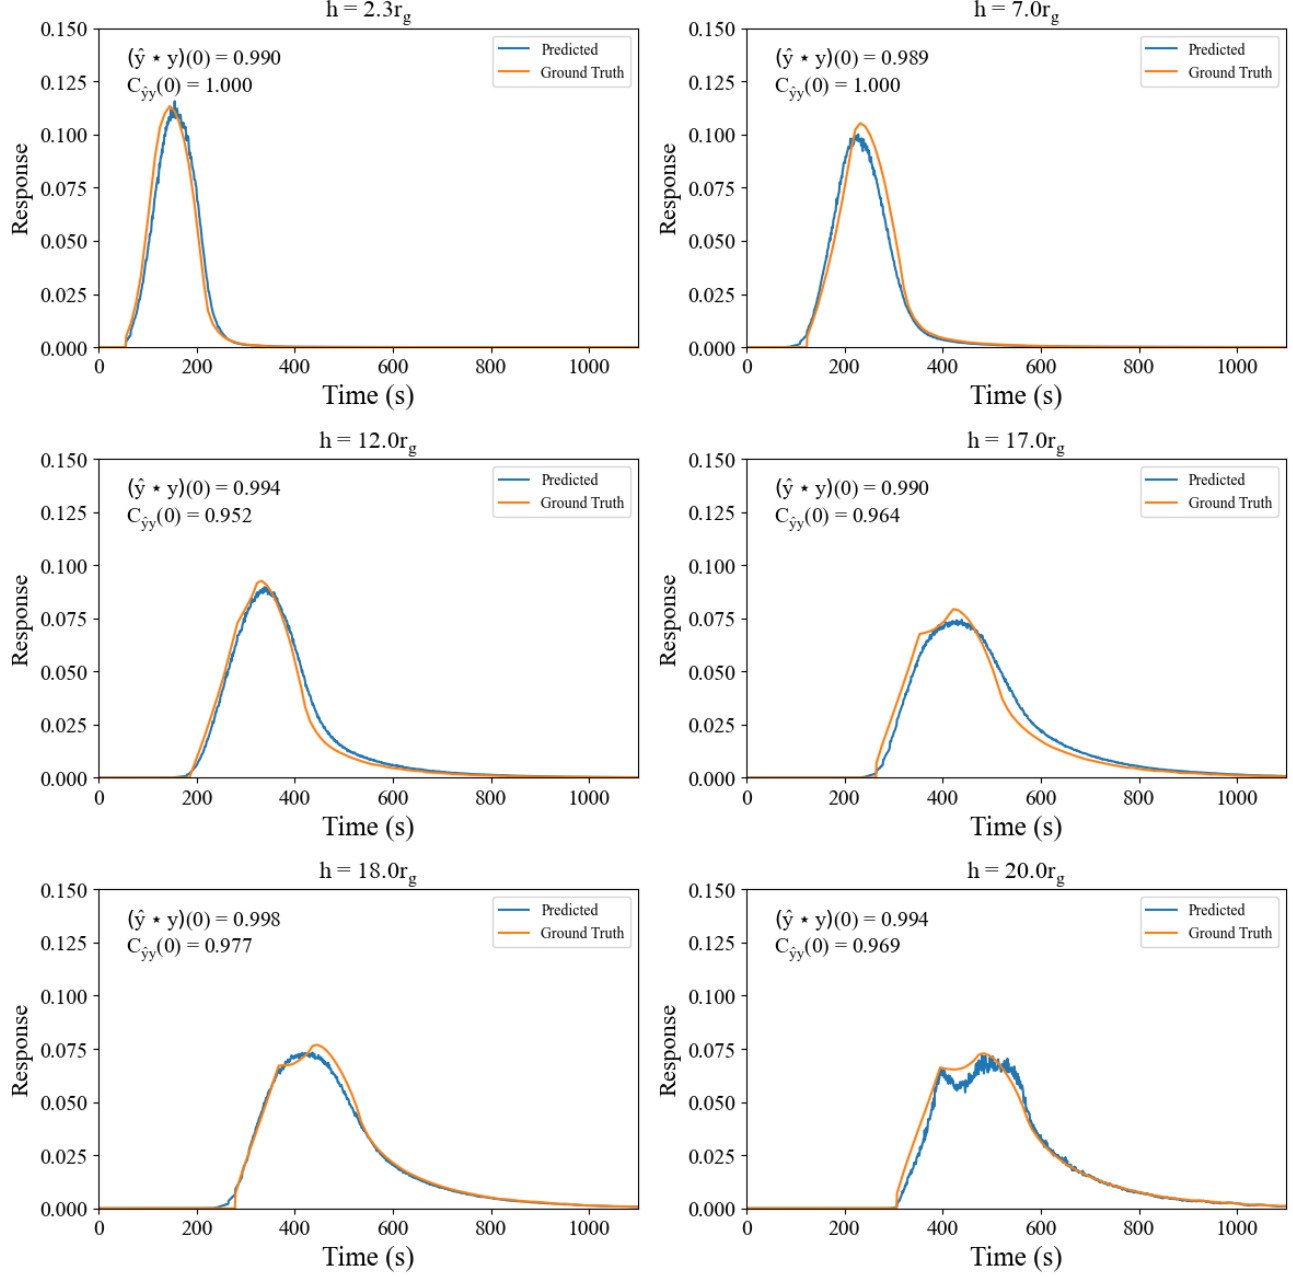 h = 2.3r_g
(ŷ ⋆ y)(0) = 0.990
C_ŷy(0) = 1.000
Predicted
Ground Truth
0.150
0.125
0.100
0.075
0.050
0.025
0.000
Response
0 200 400 600 800 1000
Time (s)
h = 7.0r_g
(ŷ ⋆ y)(0) = 0.989
C_ŷy(0) = 1.000
Predicted
Ground Truth
0.150
0.125
0.100
0.075
0.050
0.025
0.000
Response
0 200 400 600 800 1000
Time (s)
h = 12.0r_g
(ŷ ⋆ y)(0) = 0.994
C_ŷy(0) = 0.952
Predicted
Ground Truth
0.150
0.125
0.100
0.075
0.050
0.025
0.000
Response
0 200 400 600 800 1000
Time (s)
h = 17.0r_g
(ŷ ⋆ y)(0) = 0.990
C_ŷy(0) = 0.964
Predicted
Ground Truth
0.150
0.125
0.100
0.075
0.050
0.025
0.000
Response
0 200 400 600 800 1000
Time (s)
h = 18.0r_g
(ŷ ⋆ y)(0) = 0.998
C_ŷy(0) = 0.977
Predicted
Ground Truth
0.150
0.125
0.100
0.075
0.050
0.025
0.000
Response
0 200 400 600 800 1000
Time (s)
h = 20.0r_g
(ŷ ⋆ y)(0) = 0.994
C_ŷy(0) = 0.969
Predicted
Ground Truth
0.150
0.125
0.100
0.075
0.050
0.025
0.000
Response
0 200 400 600 800 1000
Time (s)